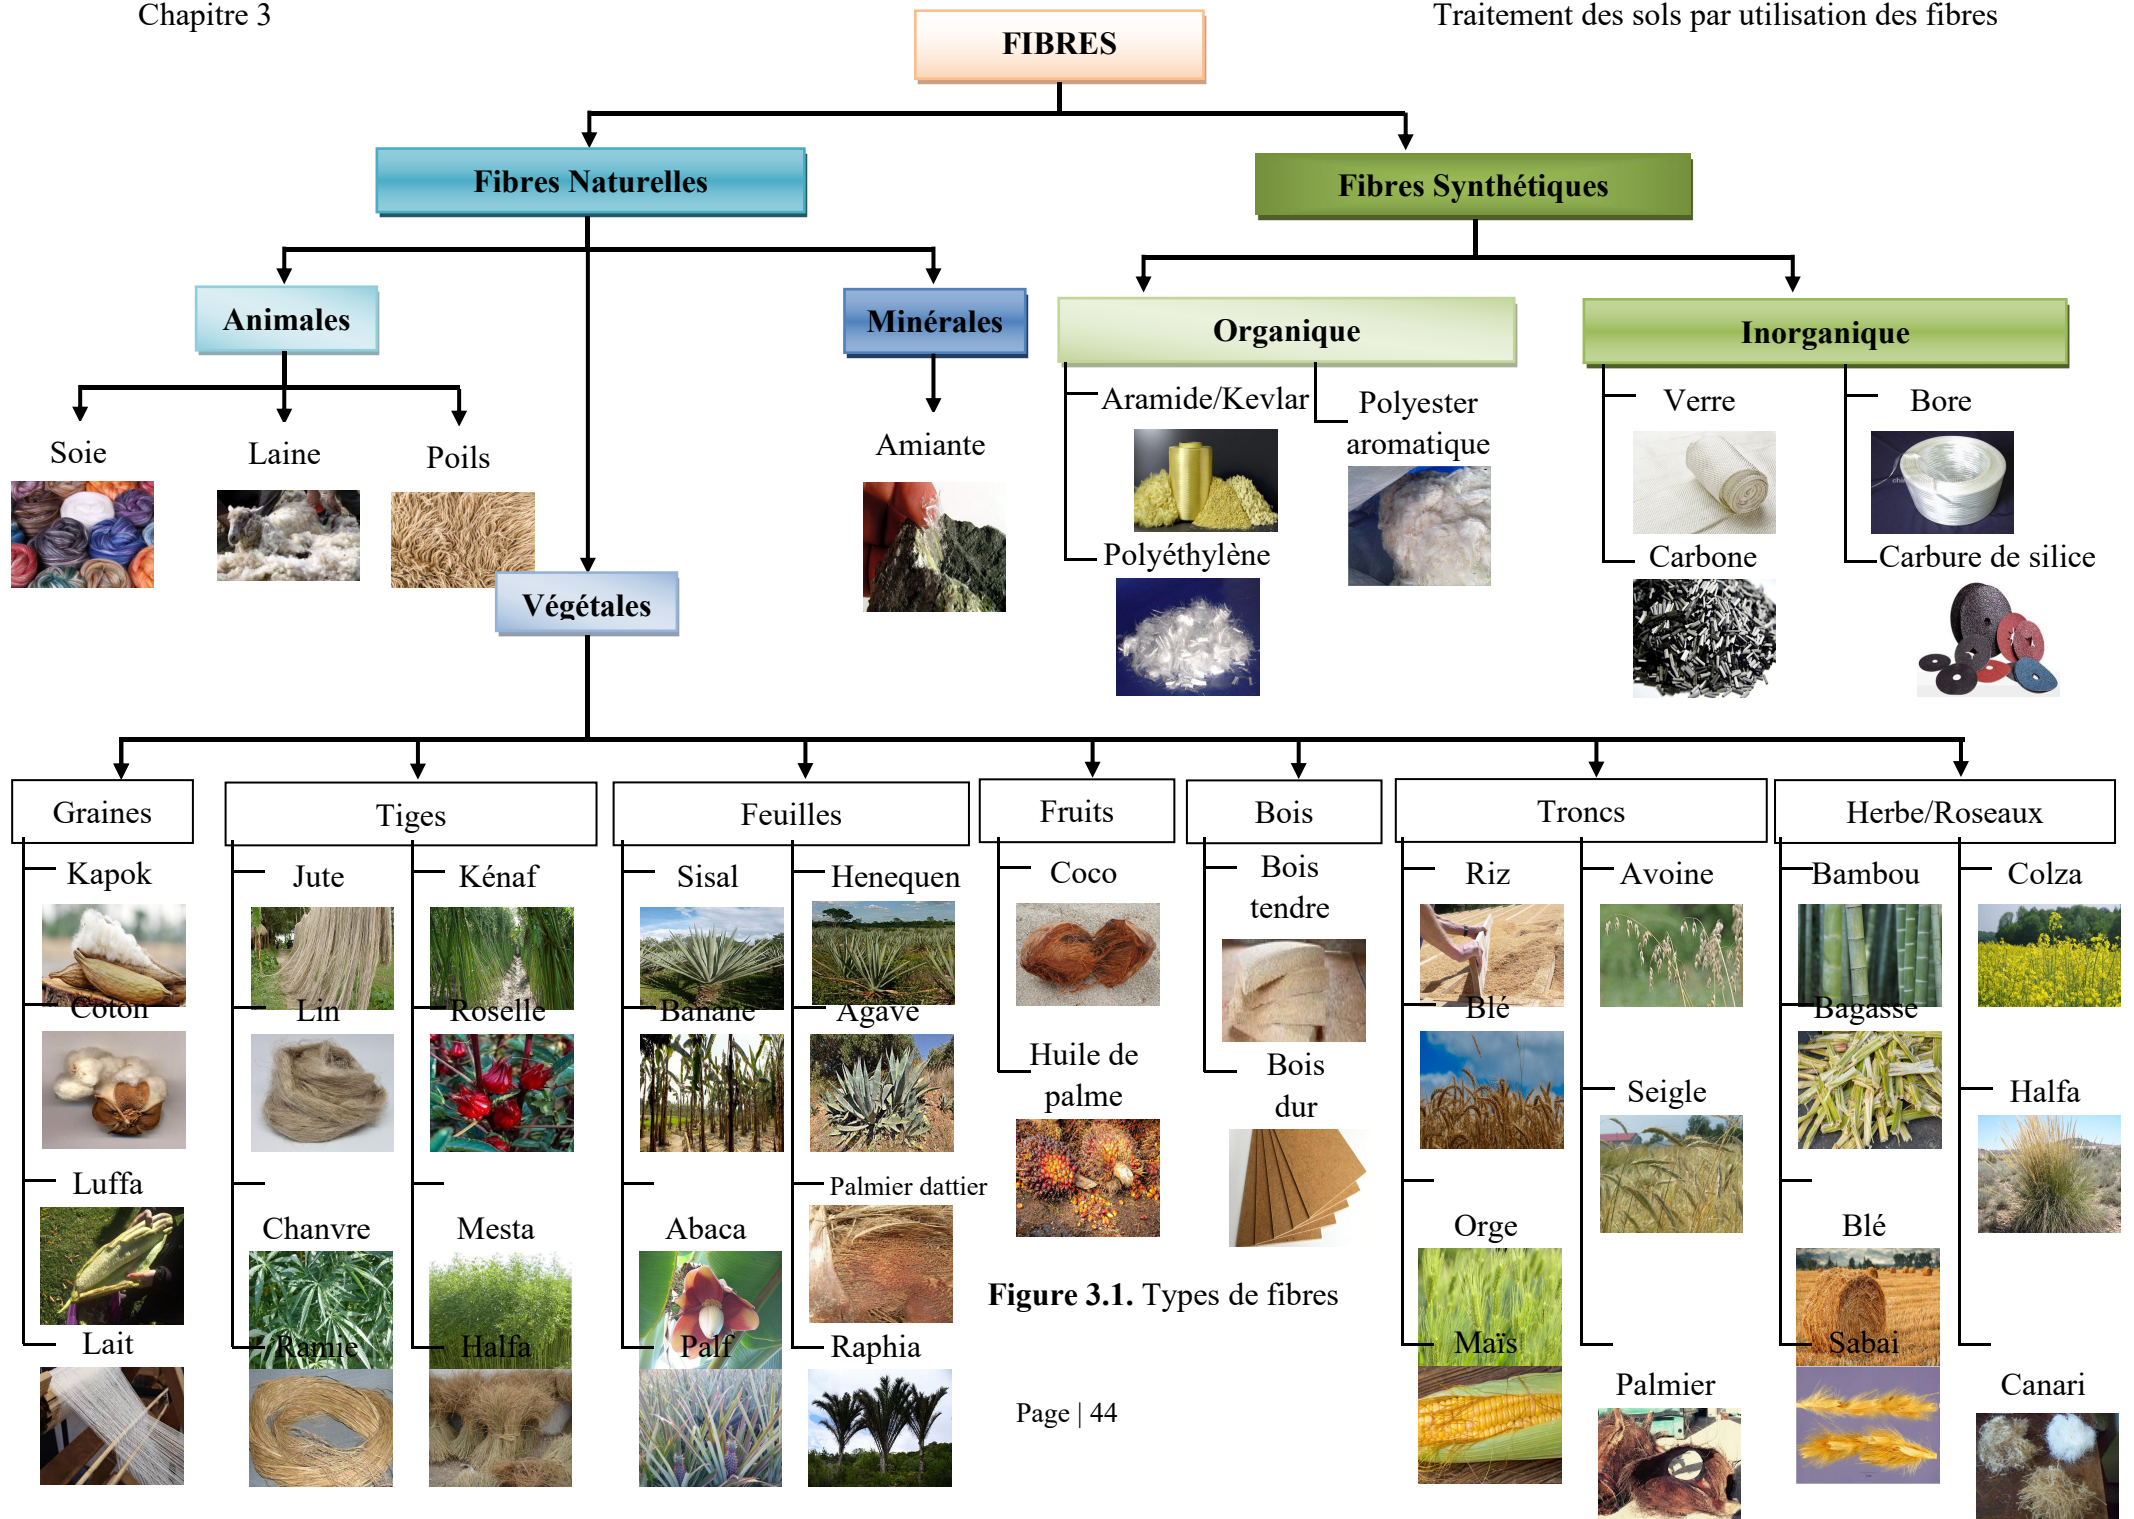 Chapitre 3
Traitement des sols par utilisation des fibres
FIBRES
Fibres Naturelles
Fibres Synthétiques
Animales
Minérales
Organique
Inorganique
Soie
Laine
Poils
Amiante
Aramide/Kevlar
Polyester
aromatique
Polyéthylène
Verre
Bore
Carbone
Carbure de silice
Végétales
Graines
Tiges
Feuilles
Fruits
Bois
Troncs
Herbe/Roseaux
Kapok
Coton
Luffa
Lait
Jute
Lin
Chanvre
Ramie
Kénaf
Roselle
Mesta
Halfa
Sisal
Banane
Abaca
Palf
Henequen
Agave
Palmier dattier
Raphia
Coco
Huile de
palme
Bois
tendre
Bois
dur
Riz
Blé
Orge
Maïs
Avoine
Seigle
Palmier
Bambou
Bagasse
Blé
Sabai
Colza
Halfa
Canari
Figure 3.1. Types de fibres
Page | 44